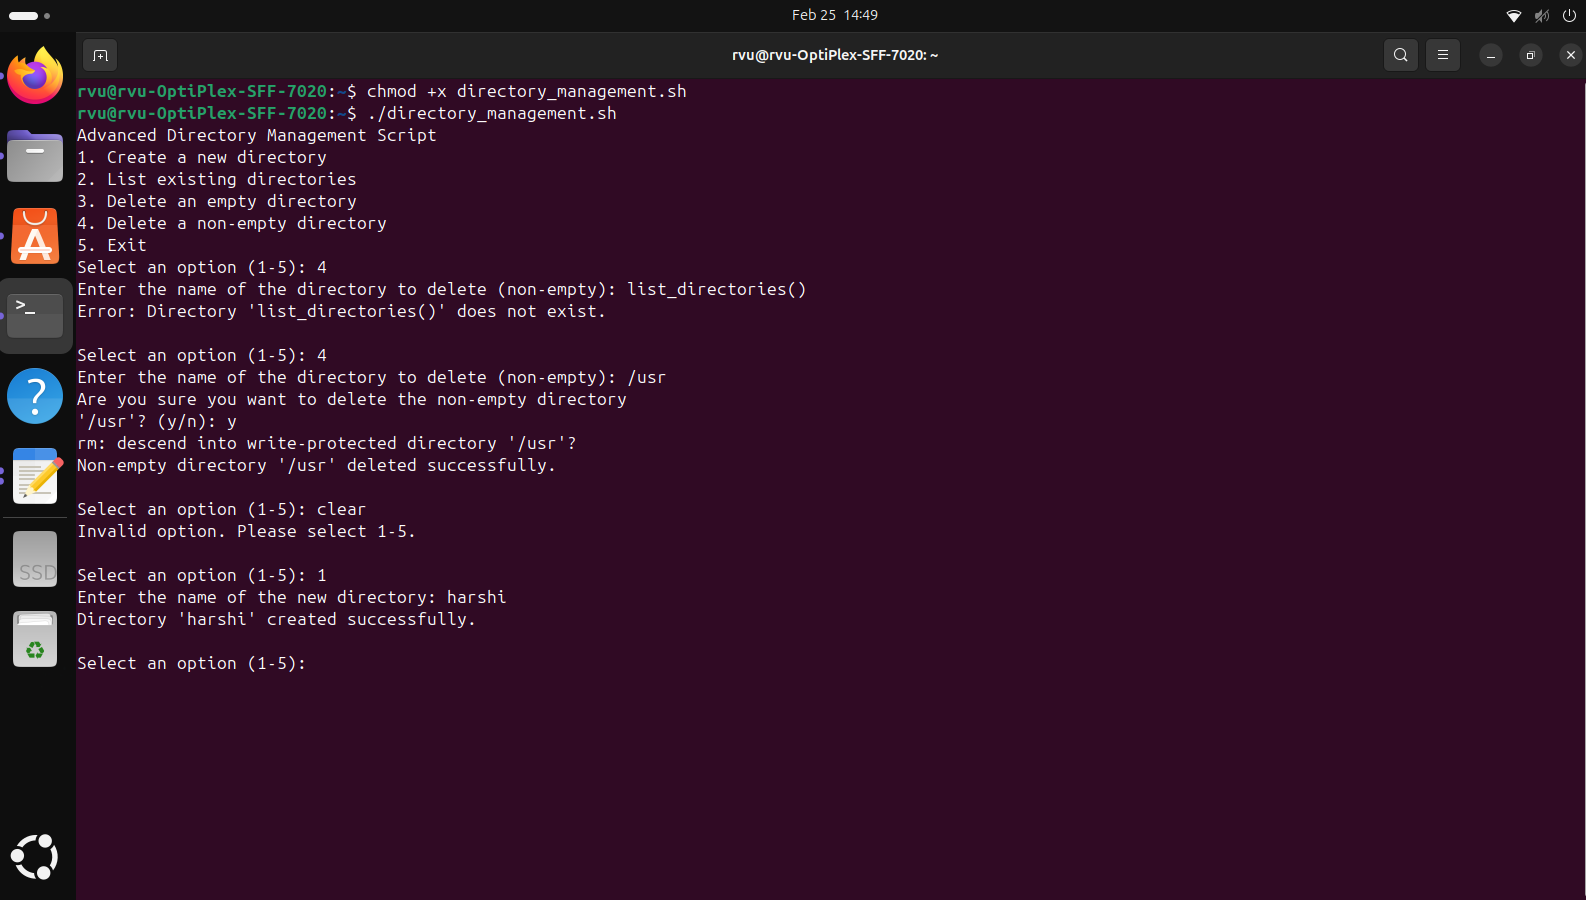 Feb 25 14:49
rvu@rvu-OptiPlex-SFF-7020: ~
rvu@rvu-OptiPlex-SFF-7020:~$ chmod +x directory_management.sh
rvu@rvu-OptiPlex-SFF-7020:~$ ./directory_management.sh
Advanced Directory Management Script
1. Create a new directory
2. List existing directories
3. Delete an empty directory
4. Delete a non-empty directory
5. Exit
Select an option (1-5): 4
Enter the name of the directory to delete (non-empty): list_directories()
Error: Directory 'list_directories()' does not exist.
Select an option (1-5): 4
Enter the name of the directory to delete (non-empty): /usr
Are you sure you want to delete the non-empty directory
'/usr'? (y/n): y
rm: descend into write-protected directory '/usr'?
Non-empty directory '/usr' deleted successfully.
Select an option (1-5): clear
Invalid option. Please select 1-5.
Select an option (1-5): 1
Enter the name of the new directory: harshi
Directory 'harshi' created successfully.
Select an option (1-5):
SSD